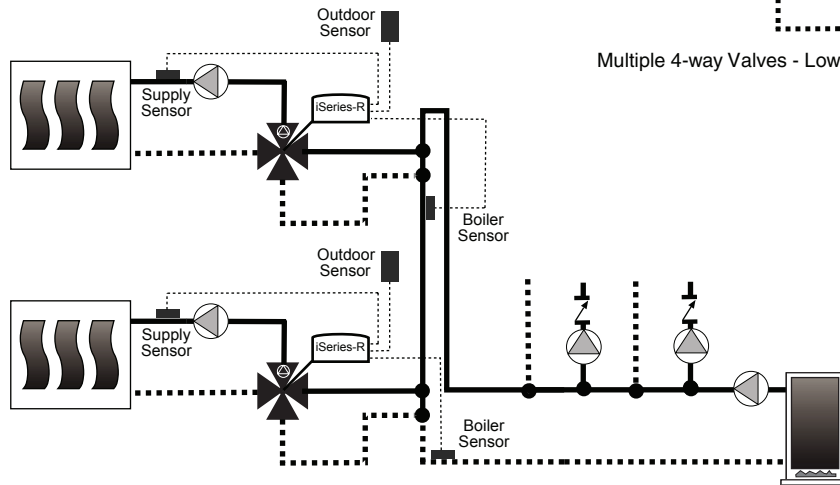 Outdoor
Sensor
Multiple 4-way Valves - Low
iSeries-R
Supply
Sensor
Boiler
Sensor
Outdoor
Sensor
iSeries-R
Supply
Sensor
Boiler
Sensor